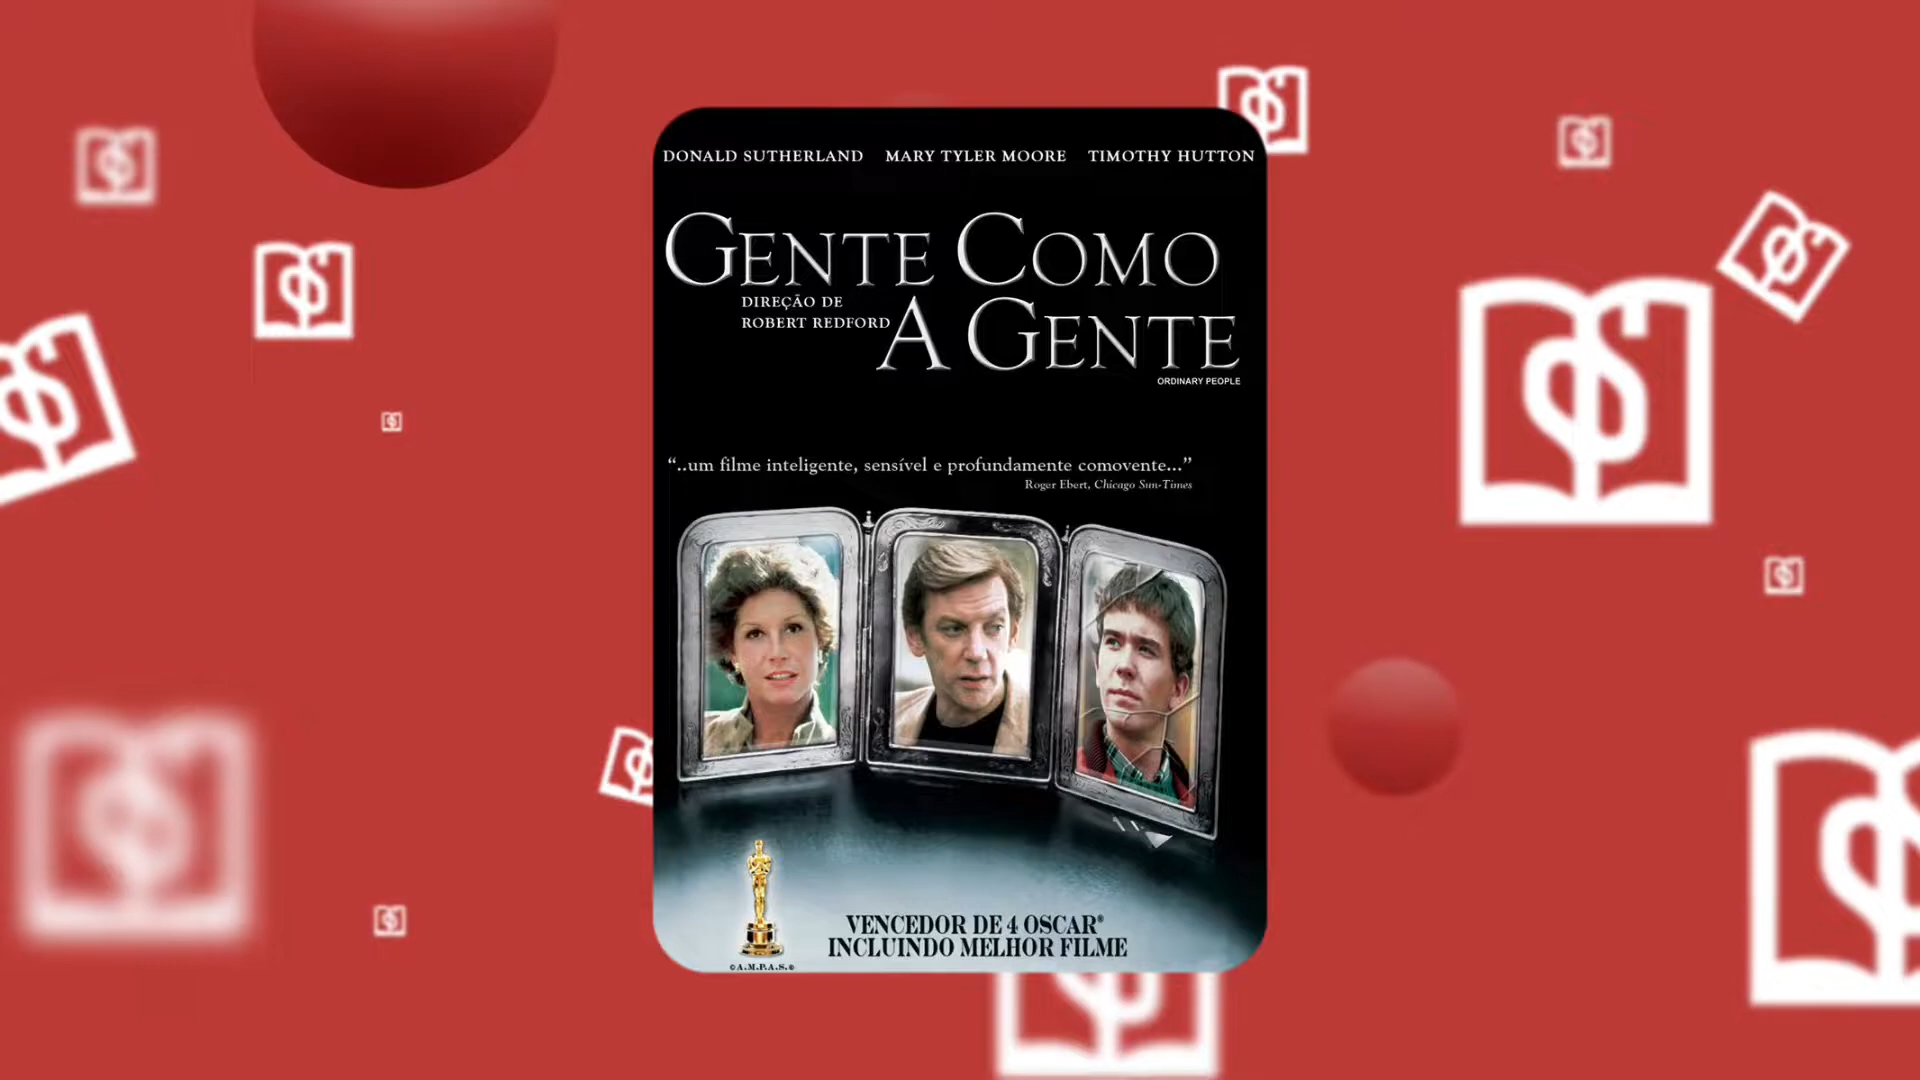 DONALD SUTHERLAND MARY TYLER MOORE TIMOTHY HUTTON
GENTE COMO
DIREÇÃO DE
ROBERT REDFORD
A GENTE
ORDINARY PEOPLE
“..um filme inteligente, sensível e profundamente comovente...”
Roger Ebert, Chicago Sun-Times
VENCEDOR DE 4 OSCAR®
INCLUINDO MELHOR FILME
©A.M.P.A.S.®